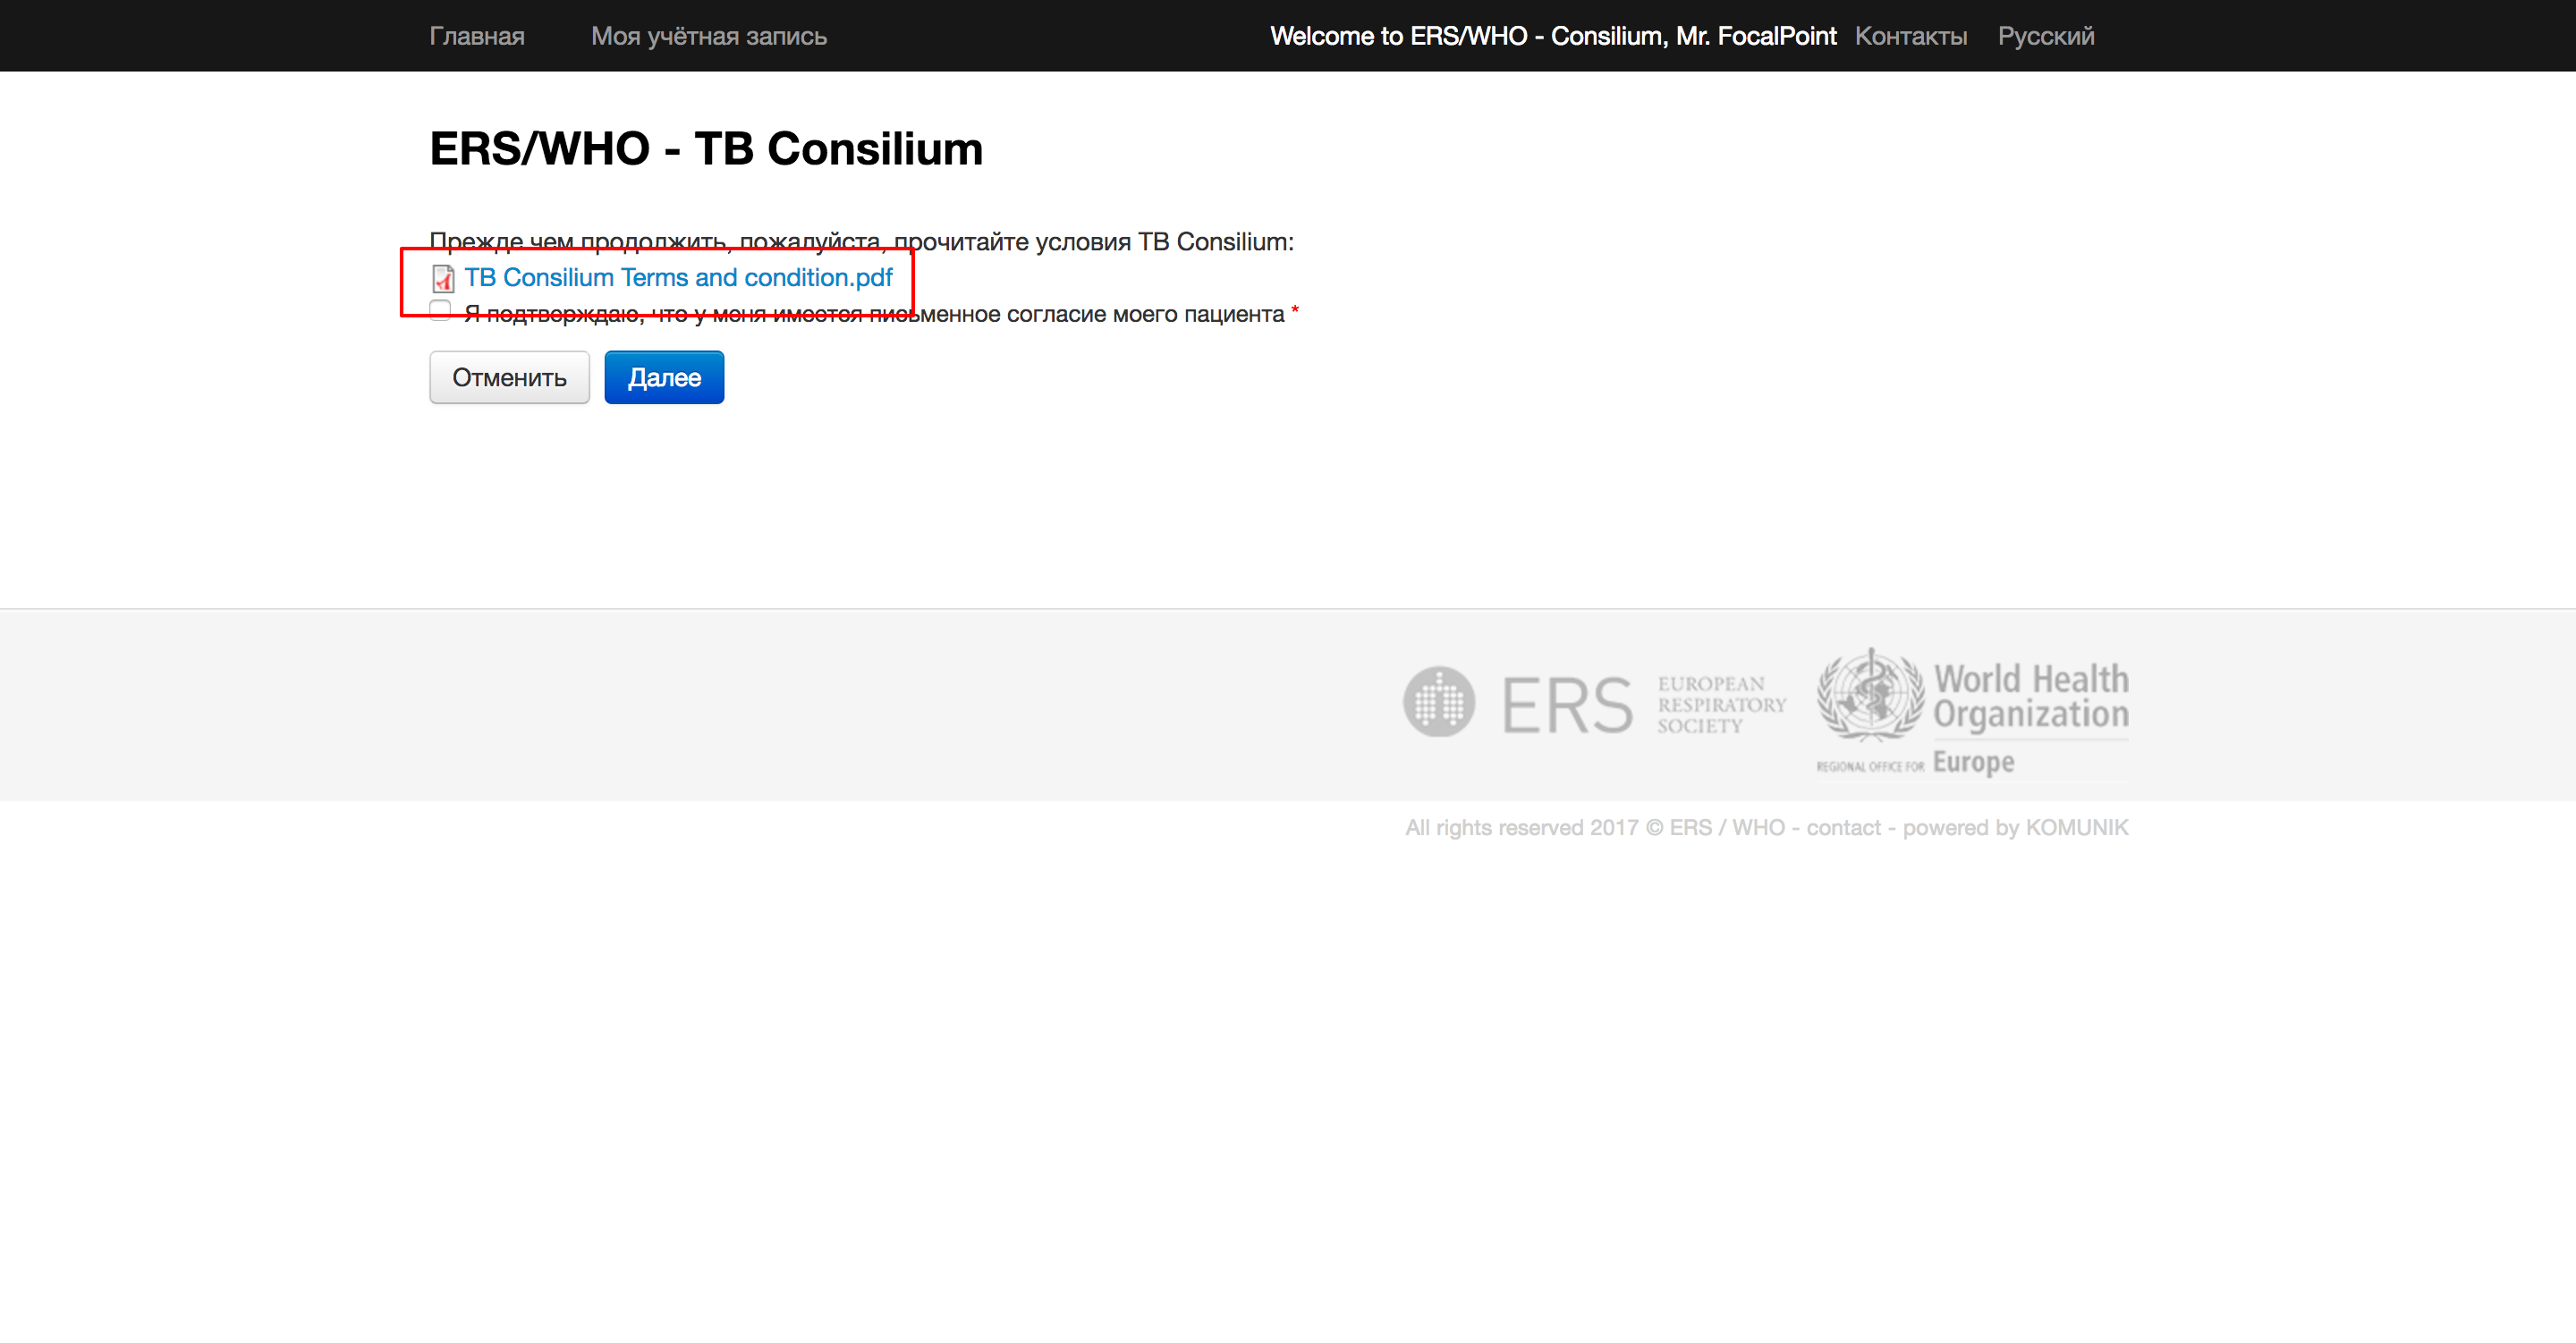 Главная Моя учётная запись Welcome to ERS/WHO - Consilium, Mr. FocalPoint Контакты Русский
ERS/WHO - TB Consilium
Прежде чем продолжить, пожалуйста, прочитайте условия TB Consilium:
TB Consilium Terms and condition.pdf
Я подтверждаю, что у меня имеется письменное согласие моего пациента *
Отменить Далее
ERS EUROPEAN
RESPIRATORY
SOCIETY
World Health
Organization
REGIONAL OFFICE FOR Europe
All rights reserved 2017 © ERS / WHO - contact - powered by KOMUNIK